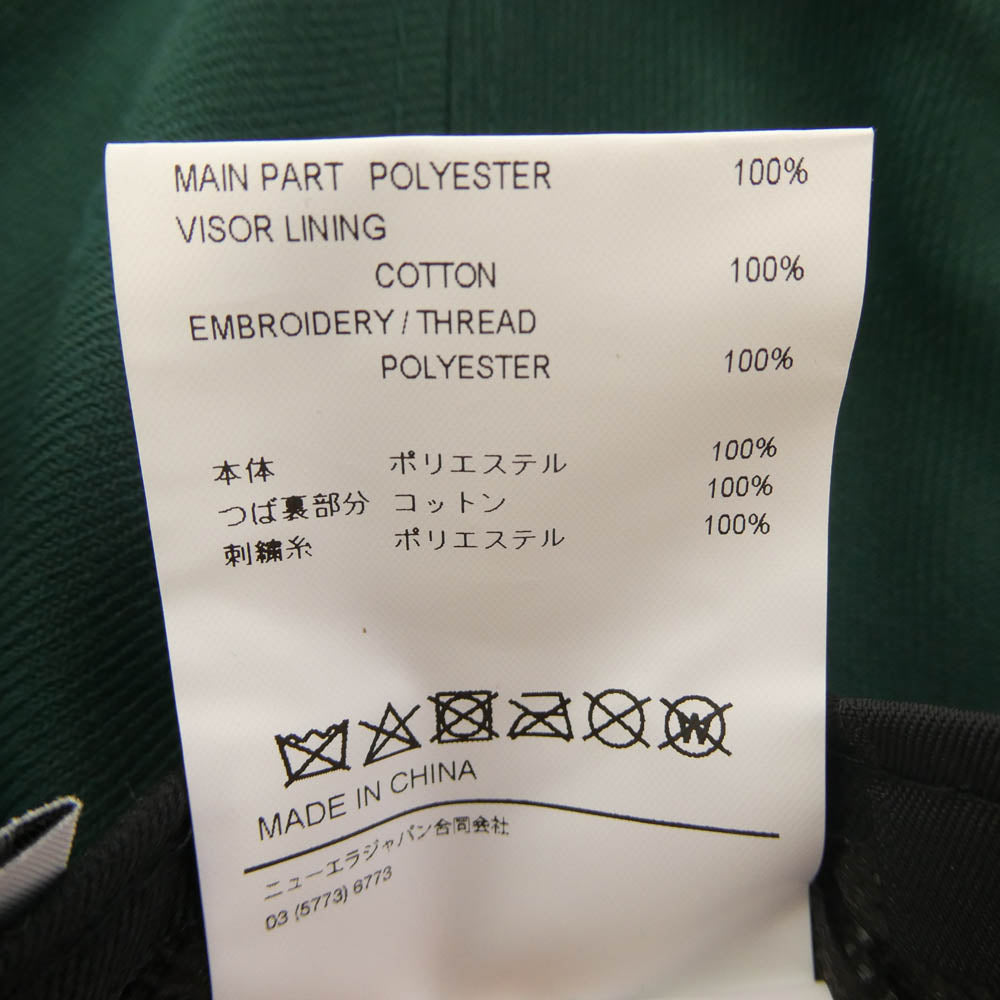 MAIN PART POLYESTER 100%
VISOR LINING
COTTON 100%
EMBROIDERY / THREAD
POLYESTER 100%
本体 ポリエステル 100%
つば裏部分 コットン 100%
刺繍糸 ポリエステル 100%
W
MADE IN CHINA
ニューエラジャパン合同会社
03 (5773) 6773